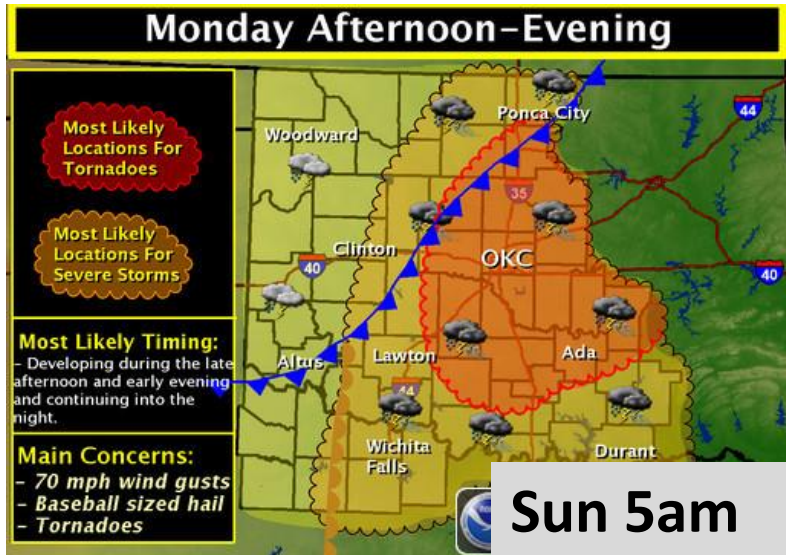 Monday Afternoon-Evening
Most Likely
Locations For
Tornadoes
Most Likely
Locations For
Severe Storms
Most Likely Timing:
- Developing during the late
afternoon and early evening
and continuing into the
night.
Main Concerns:
- 70 mph wind gusts
- Baseball sized hail
- Tornadoes
Ponca City
44
Woodward
35
Clinton
OKC
40
40
Altus
Lawton
Ada
44
Wichita
Falls
Durant
Sun 5am